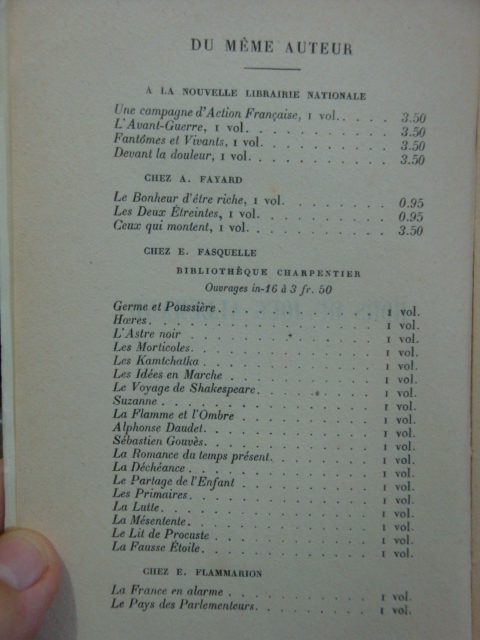 DU MÊME AUTEUR
A LA NOUVELLE LIBRAIRIE NATIONALE
Une campagne d'Action Française, 1 vol. . . . . 3.50
L'Avant-Guerre, 1 vol. . . . . . . . . . . 3.50
Fantômes et Vivants, 1 vol. . . . . . . . . 3.50
Devant la douleur, 1 vol. . . . . . . . . . 3.50
CHEZ A. FAYARD
Le Bonheur d'être riche, 1 vol. . . . . . . . 0.95
Les Deux Étreintes, 1 vol. . . . . . . . . . 0.95
Ceux qui montent, 1 vol. . . . . . . . . . 3.50
CHEZ E. FASQUELLE
BIBLIOTHÈQUE CHARPENTIER
Ouvrages in-16 à 3 fr. 50
Germe et Poussière. . . . . . . . . . . 1 vol.
Hœres. . . . . . . . . . . . . . . 1 vol.
L'Astre noir . . . . . . . . . . . . . 1 vol.
Les Morticoles. . . . . . . . . . . . . 1 vol.
Les Kamtchatka . . . . . . . . . . . . 1 vol.
Les Idées en Marche . . . . . . . . . . 1 vol.
Le Voyage de Shakespeare. . . . . . . . . 1 vol.
Suzanne . . . . . . . . . . . . . . 1 vol.
La Flamme et l'Ombre . . . . . . . . . . 1 vol.
Alphonse Daudet. . . . . . . . . . . . 1 vol.
Sébastien Gouvès. . . . . . . . . . . . 1 vol.
La Romance du temps présent. . . . . . . . 1 vol.
La Déchéance . . . . . . . . . . . . . 1 vol.
Le Partage de l'Enfant . . . . . . . . . . 1 vol.
Les Primaires. . . . . . . . . . . . . 1 vol.
La Lutte. . . . . . . . . . . . . . 1 vol.
La Mésentente. . . . . . . . . . . . . 1 vol.
Le Lit de Procuste . . . . . . . . . . . 1 vol.
La Fausse Étoile. . . . . . . . . . . . 1 vol.
CHEZ E. FLAMMARION
La France en alarme . . . . . . . . . . 1 vol.
Le Pays des Parlementeurs. . . . . . . . . 1 vol.